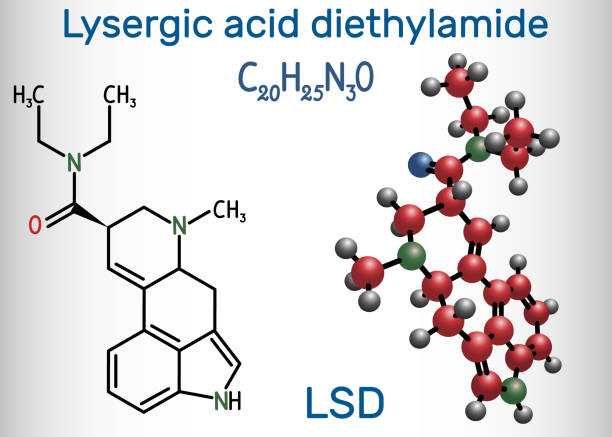 Lysergic acid diethylamide
C₂₀H₂₅N₃O
H₃C CH₃
N
O
N CH₃
NH
LSD